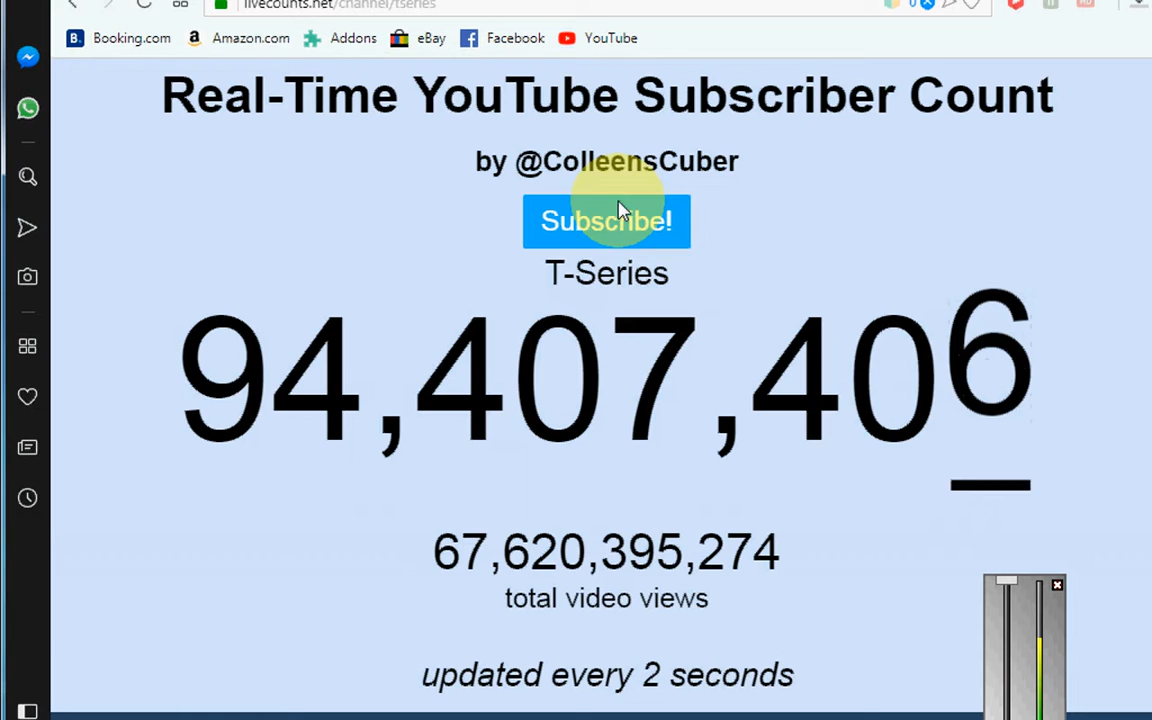 livecounts.net/channel/tseries
0
Booking.com Amazon.com Addons eBay Facebook YouTube
Real-Time YouTube Subscriber Count
by @ColleensCuber
Subscribe!
T-Series
94,407,406
67,620,395,274
total video views
updated every 2 seconds